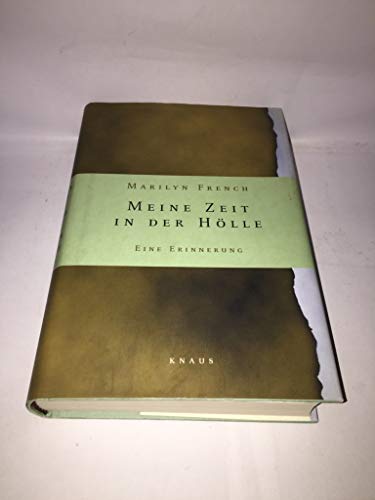 MARILYN FRENCH
MEINE ZEIT
IN DER HÖLLE
EINE ERINNERUNG
KNAUS